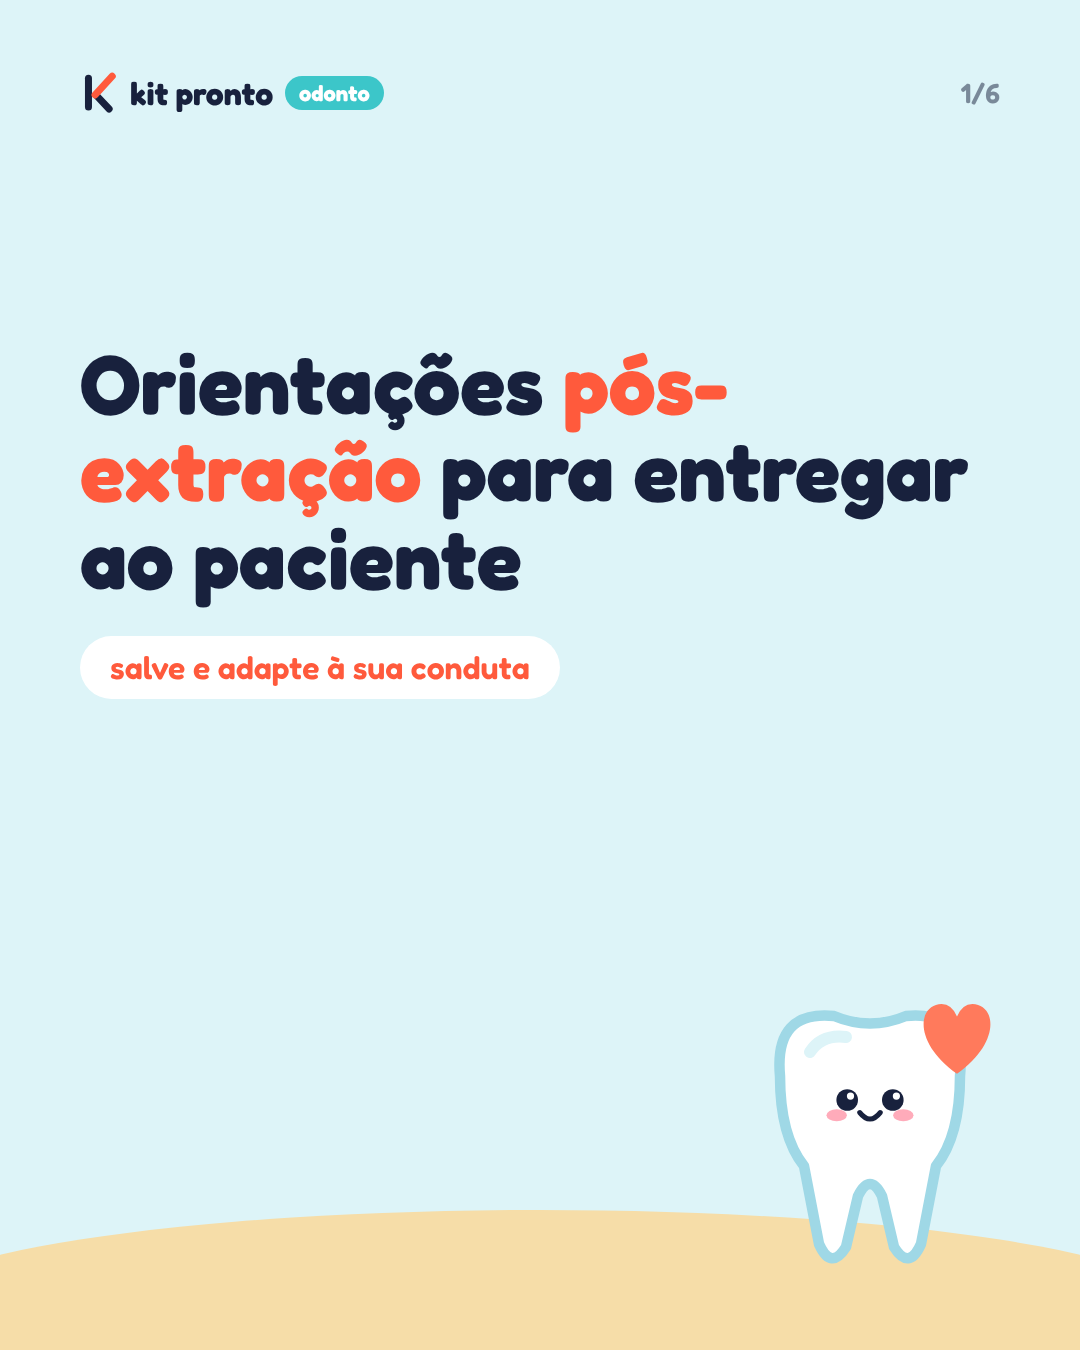 kit pronto odonto
1/6
Orientações pós-
extração para entregar
ao paciente
salve e adapte à sua conduta